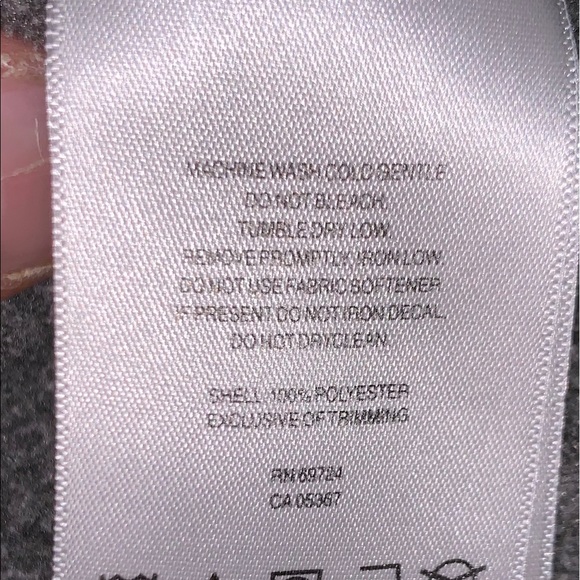 MACHINE WASH COLD GENTLE
DO NOT BLEACH
TUMBLE DRY LOW
REMOVE PROMPTLY. IRON LOW
DO NOT USE FABRIC SOFTENER
IF PRESENT DO NOT IRON DECAL.
DO NOT DRYCLEAN
SHELL: 100% POLYESTER
EXCLUSIVE OF TRIMMING
RN 69724
CA 05367